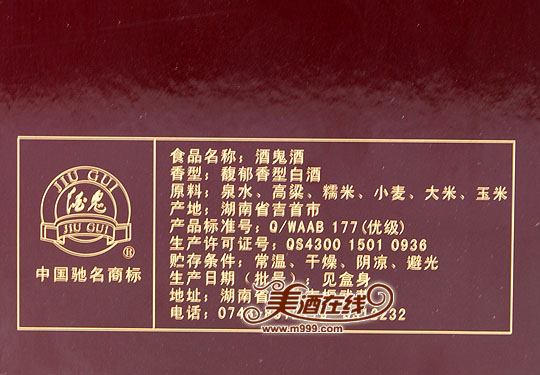 JIU GUI
酒鬼
JIU GUI
®
中国驰名商标
食品名称：酒鬼酒
香型：馥郁香型白酒
原料：泉水、高粱、糯米、小麦、大米、玉米
产地：湖南省吉首市
产品标准号：Q/WAAB 177(优级)
生产许可证号：QS4300 1501 0936
贮存条件：常温、干燥、阴凉、避光
生产日期（批号）：见盒身
地址：湖南省
电话：074 232
美酒在线
www.m999.com